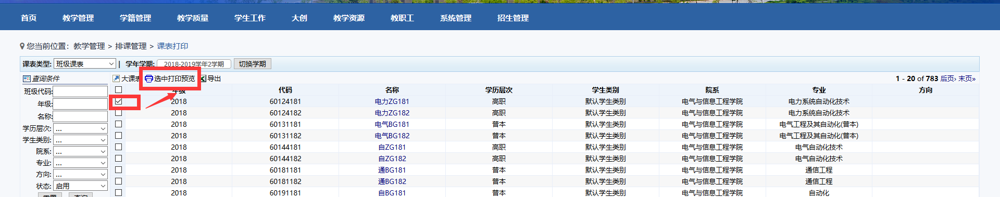 首页 教学管理 学籍管理 教学质量 学生工作 大创 教学资源 教职工 系统管理 招生管理
您当前位置：教学管理 > 排课管理 > 课表打印
课表类型: 班级课表 | 学年学期: 2018-2019学年2学期 切换学期
查询条件 大课表 选中打印预览 导出 1 - 20 of 783 后页› 末页»
年级 代码 名称 学历层次 学生类别 院系 专业 方向
班级代码:
2018 60124181 电力ZG181 高职 默认学生类别 电气与信息工程学院 电力系统自动化技术
年级:
2018 60124182 电力ZG182 高职 默认学生类别 电气与信息工程学院 电力系统自动化技术
名称:
2018 60131181 电气BG181 普本 默认学生类别 电气与信息工程学院 电气工程及其自动化(普本)
学历层次: ...
2018 60131182 电气BG182 普本 默认学生类别 电气与信息工程学院 电气工程及其自动化(普本)
学生类别: ...
2018 60144181 自ZG181 高职 默认学生类别 电气与信息工程学院 电气自动化技术
院系: ...
2018 60144182 自ZG182 高职 默认学生类别 电气与信息工程学院 电气自动化技术
专业: ...
2018 60181181 通BG181 普本 默认学生类别 电气与信息工程学院 通信工程
方向: ...
2018 60181182 通BG182 普本 默认学生类别 电气与信息工程学院 通信工程
状态: 启用
2018 60191181 自BG181 普本 默认学生类别 电气与信息工程学院 自动化
重置 查询